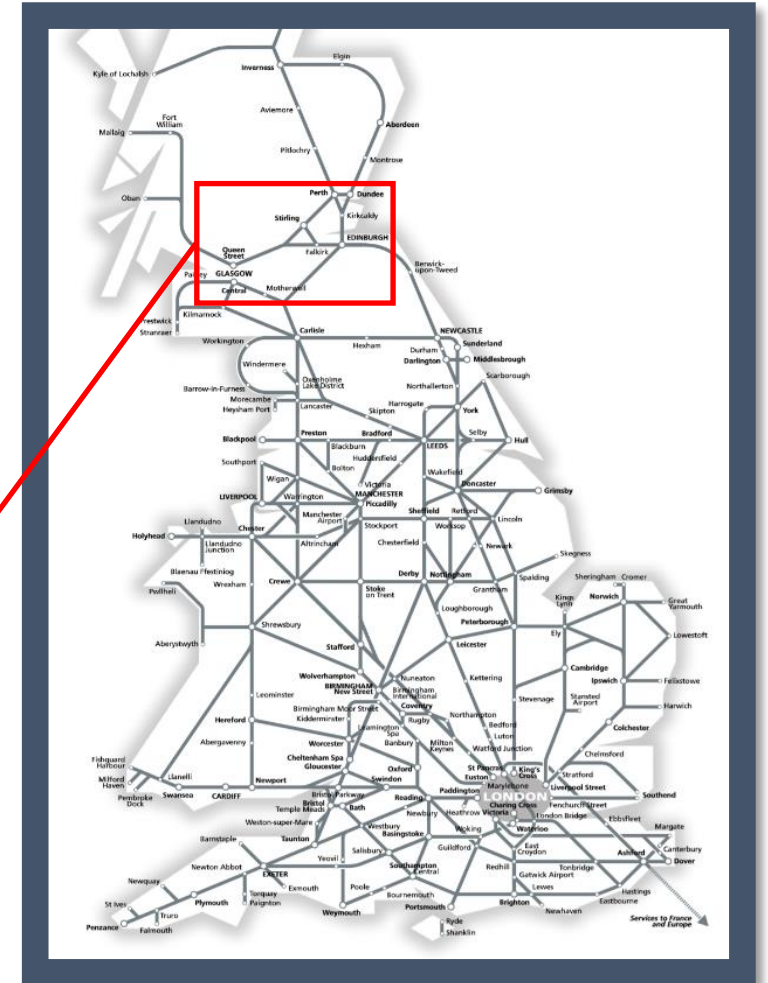 Elgin
Inverness
Kyle of Lochalsh
Aviemore
Fort
William
Mallaig
Aberdeen
Pitlochry
Montrose
Perth
Dundee
Oban
Stirling
Kirkcaldy
EDINBURGH
Queen
Street
Falkirk
Berwick-
upon-Tweed
GLASGOW
Central
Motherwell
Kilmarnock
Stranraer
Carlisle
NEWCASTLE
Workington
Hexham
Sunderland
Durham
Darlington
Middlesbrough
Windermere
Scarborough
Oxenholme
Lake District
Northallerton
Barrow-in-Furness
Morecambe
Heysham Port
Lancaster
Harrogate
York
Skipton
Blackpool
Preston
Bradford
Selby
Hull
Blackburn
LEEDS
Huddersfield
Southport
Bolton
Wakefield
Wigan
Victoria
Doncaster
LIVERPOOL
Warrington
MANCHESTER
Piccadilly
Grimsby
Manchester
Airport
Sheffield
Retford
Llandudno
Stockport
Worksop
Lincoln
Holyhead
Chester
Llandudno
Junction
Altrincham
Chesterfield
Newark
Skegness
Blaenau Ffestiniog
Wrexham
Crewe
Derby
Nottingham
Spalding
Sheringham
Cromer
Pwllheli
Stoke
on Trent
Grantham
Kings
Lynn
Norwich
Great
Yarmouth
Loughborough
Shrewsbury
Peterborough
Ely
Lowestoft
Aberystwyth
Stafford
Leicester
Wolverhampton
Nuneaton
Kettering
Cambridge
BIRMINGHAM
New Street
Birmingham
International
Ipswich
Felixstowe
Leominster
Stevenage
Stansted
Airport
Birmingham Moor Street
Coventry
Harwich
Kidderminster
Rugby
Northampton
Hereford
Leamington
Spa
Bedford
Colchester
Worcester
Banbury
Milton
Keynes
Luton
Abergavenny
Watford Junction
Chelmsford
Cheltenham Spa
Gloucester
Oxford
St Pancras
King's
Cross
Fishguard
Harbour
Euston
Stratford
Milford
Haven
Llanelli
Newport
Swindon
Paddington
Marylebone
Liverpool Street
Pembroke
Dock
Swansea
CARDIFF
Bristol Parkway
Reading
LONDON
Southend
Bristol
Temple Meads
Bath
Newbury
Heathrow
Victoria
Charing Cross
Fenchurch Street
London Bridge
Ebbsfleet
Weston-super-Mare
Westbury
Basingstoke
Woking
Waterloo
Margate
Barnstaple
Taunton
Salisbury
Guildford
East
Croydon
Ashford
Canterbury
Dover
Yeovil
Newton Abbot
EXETER
Southampton
Central
Redhill
Gatwick Airport
Tonbridge
Newquay
Exmouth
Poole
Bournemouth
Lewes
Hastings
Torquay
Paignton
Eastbourne
St Ives
Plymouth
Weymouth
Portsmouth
Brighton
Newhaven
Truro
Penzance
Falmouth
Ryde
Shanklin
Services to France
and Europe